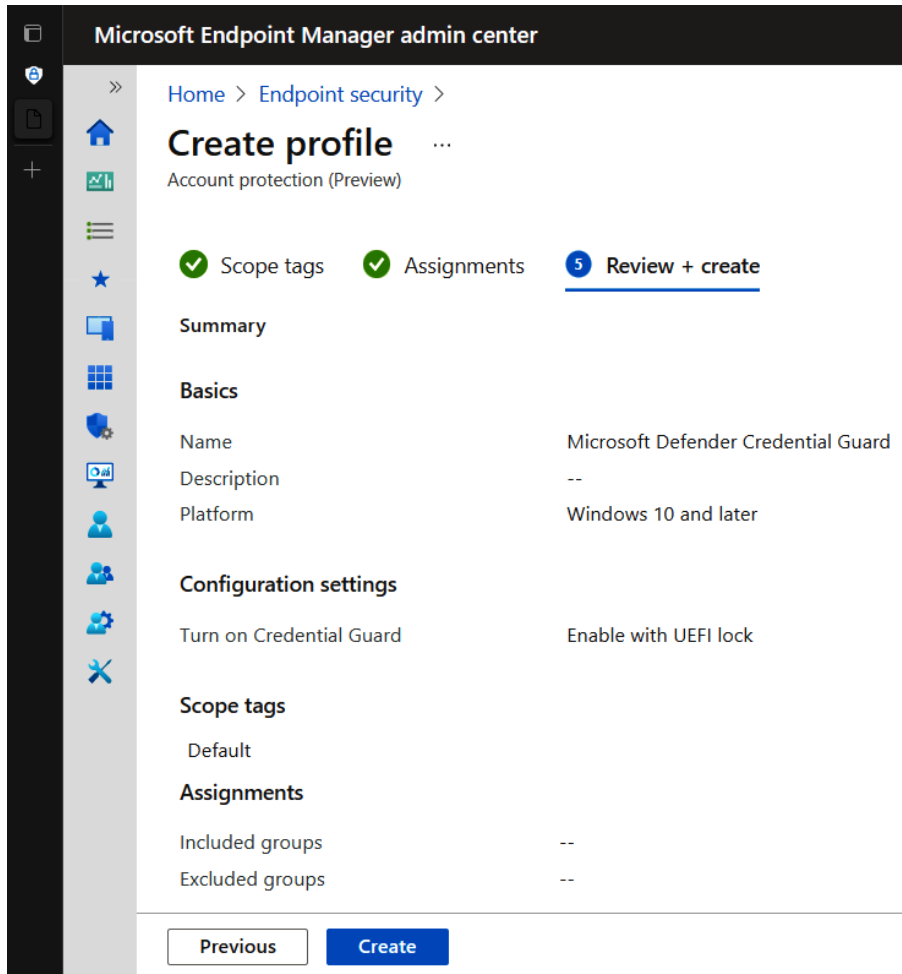 Microsoft Endpoint Manager admin center
Home > Endpoint security >
Create profile ...
Account protection (Preview)
Scope tags Assignments 5 Review + create
Summary
Basics
Name Microsoft Defender Credential Guard
Description --
Platform Windows 10 and later
Configuration settings
Turn on Credential Guard Enable with UEFI lock
Scope tags
Default
Assignments
Included groups --
Excluded groups --
Previous Create